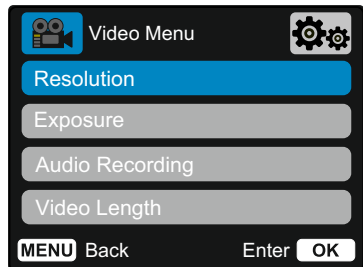 Video Menu
Resolution
Exposure
Audio Recording
Video Length
MENU Back Enter OK